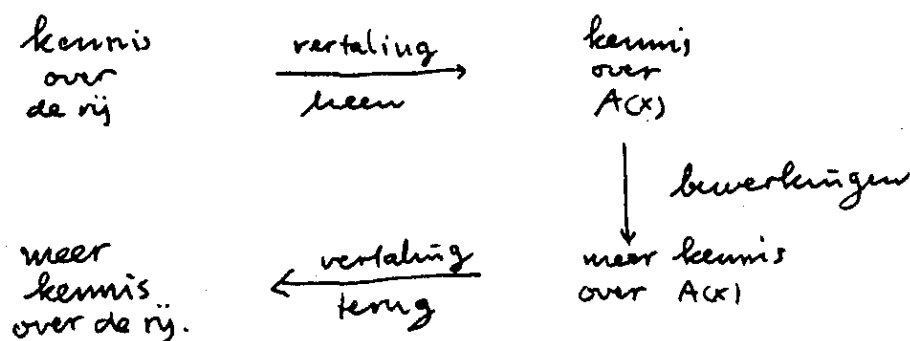 kennis
over
de rij
vertaling
heen
kennis
over
A(x)
bewerkingen
meer
kennis
over de rij.
vertaling
terug
meer kennis
over A(x)